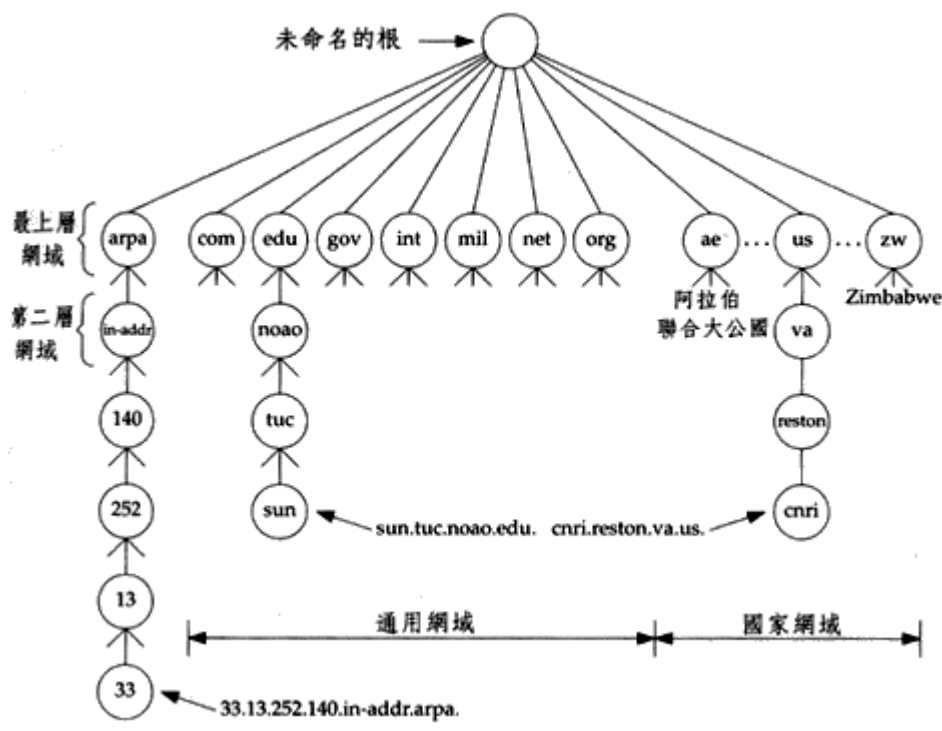 未命名的根
最上層
網域
arpa
com
edu
gov
int
mil
net
org
ae
...
us
...
zw
阿拉伯
聯合大公國
Zimbabwe
第二層
網域
in-addr
noao
va
140
tuc
reston
252
sun
sun.tuc.noao.edu.
cnri.reston.va.us.
cnri
13
通用網域
國家網域
33
33.13.252.140.in-addr.arpa.